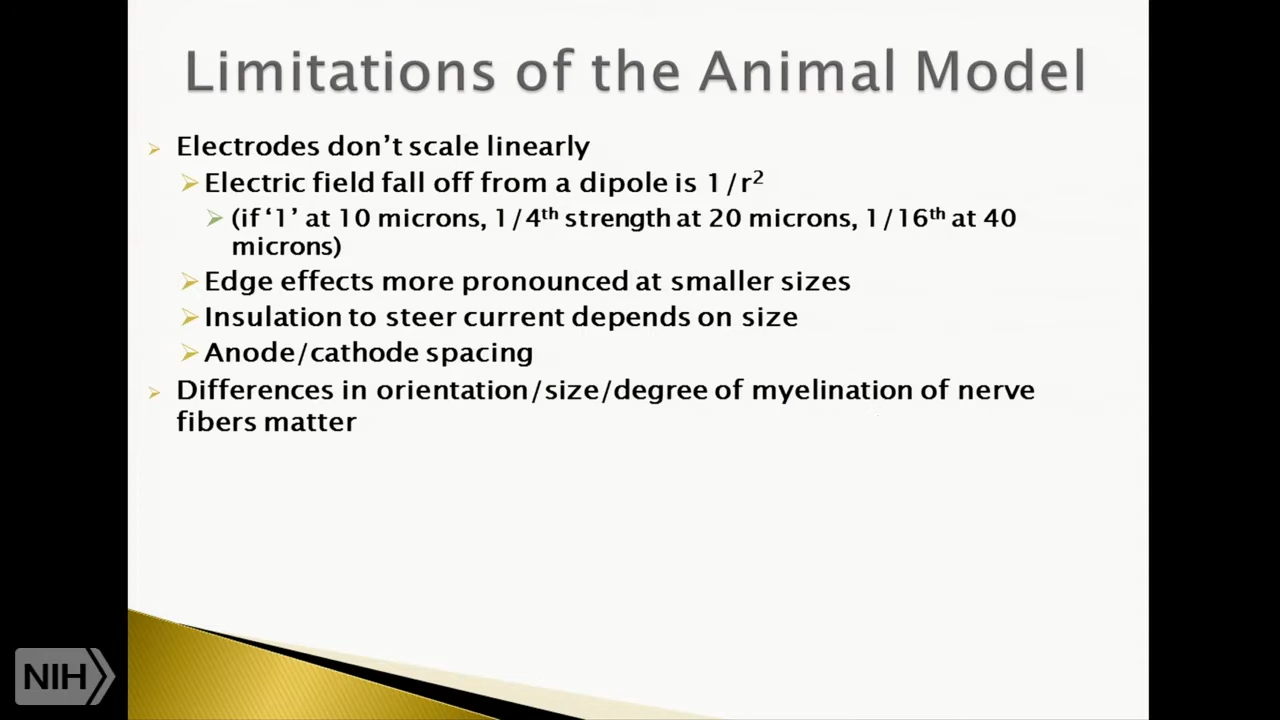 Limitations of the Animal Model
Electrodes don’t scale linearly
Electric field fall off from a dipole is 1/r²
(if ‘1’ at 10 microns, 1/4ᵗʰ strength at 20 microns, 1/16ᵗʰ at 40
microns)
Edge effects more pronounced at smaller sizes
Insulation to steer current depends on size
Anode/cathode spacing
Differences in orientation/size/degree of myelination of nerve
fibers matter
NIH